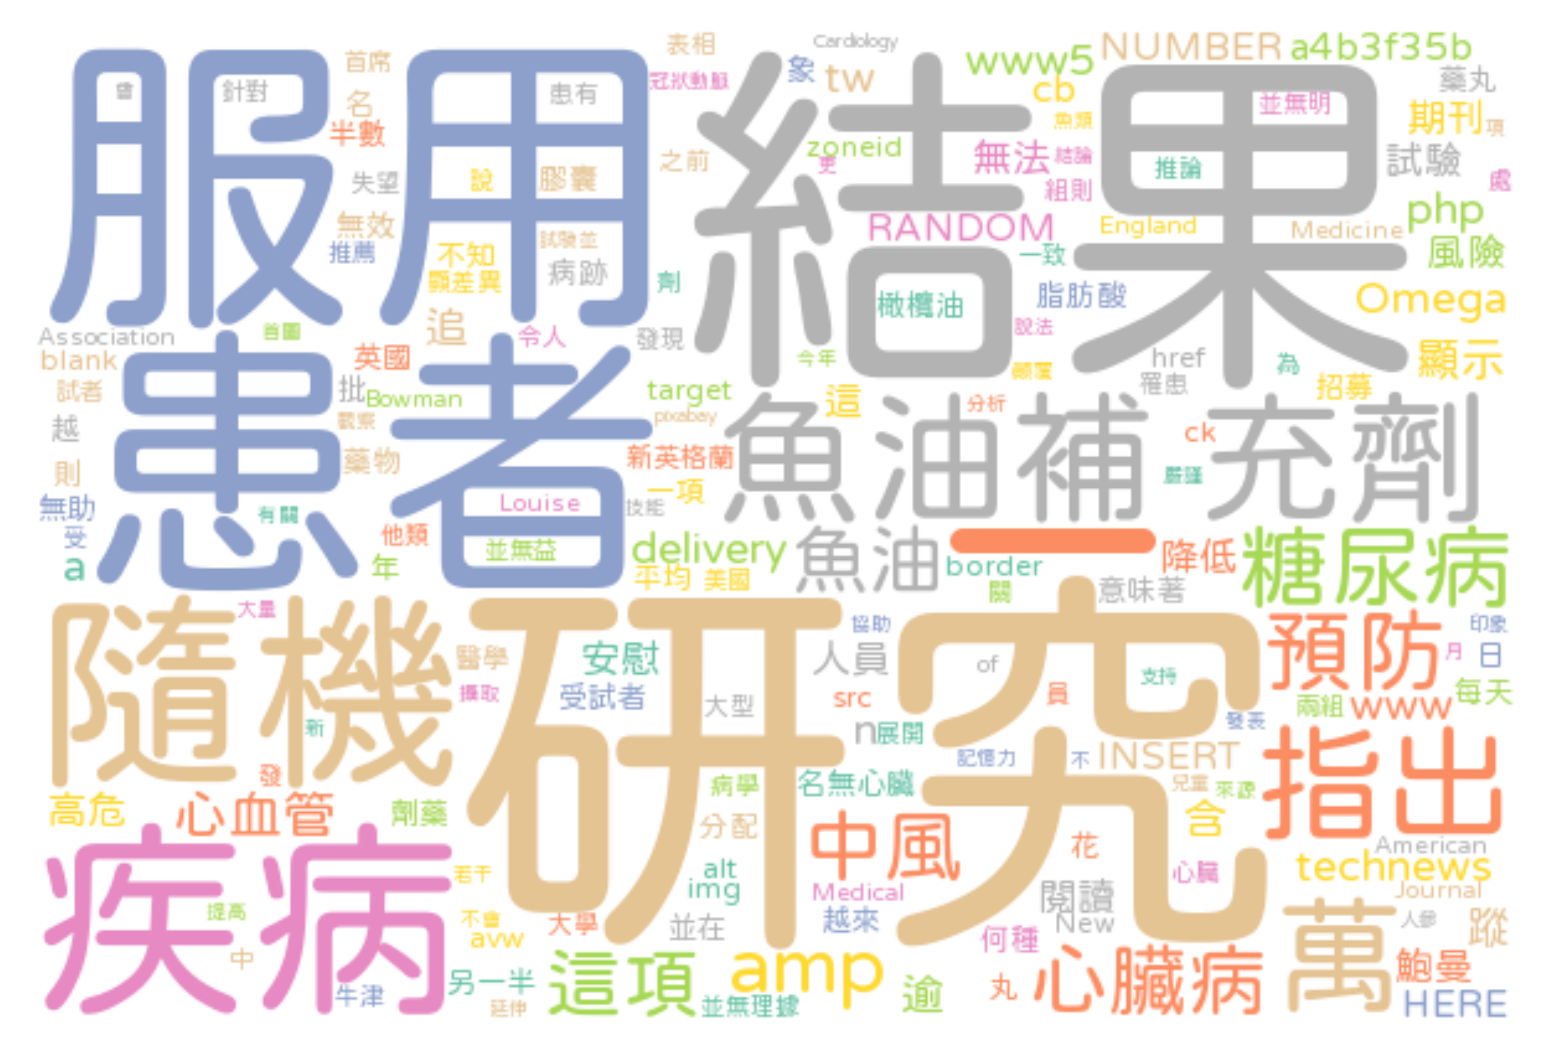 服用
結果
患者
研究
隨機
疾病
魚油補充劑
魚油
一
糖尿病
預防
指出
萬
心臟病
中風
這項
amp
心血管
表相
Cardiology
首席
針對
患有
冠狀動脈
象
tw
www5
NUMBER
a4b3f35b
cb
藥丸
並無明
期刊
項
名
半數
魚類
zoneid
更
無法
結論
推論
試驗
處
失望
說
膠囊
之前
組則
php
無效
推薦
不知
試驗並
RANDOM
England
Medicine
風險
顯差異
病跡
劑
一致
脂肪酸
橄欖油
Omega
Association
首圖
追
令人
發現
說法
blank
英國
今年
顛覆
href
為
顯示
試者
批
Bowman
target
這
罹患
招募
越
觀察
pixabay
分析
則
藥物
新英格蘭
ck
無助
Louise
一項
嚴謹
技能
受
有關
他類
a
年
並無益
delivery
平均
美國
border
降低
關
意味著
大量
協助
印象
醫學
安慰
人員
of
月
日
攝取
受試者
大型
src
員
支持
兩組
www
每天
新
n
展開
發表
發
記憶力
不
INSERT
病學
名無心臟
兒童
來源
高危
劑藥
分配
含
花
American
若干
alt
img
Medical
心臟
technews
閱讀
Journal
提高
不會
avw
大學
並在
越來
New
人參
蹤
中
何種
鮑曼
牛津
另一半
延伸
並無理據
逾
丸
HERE